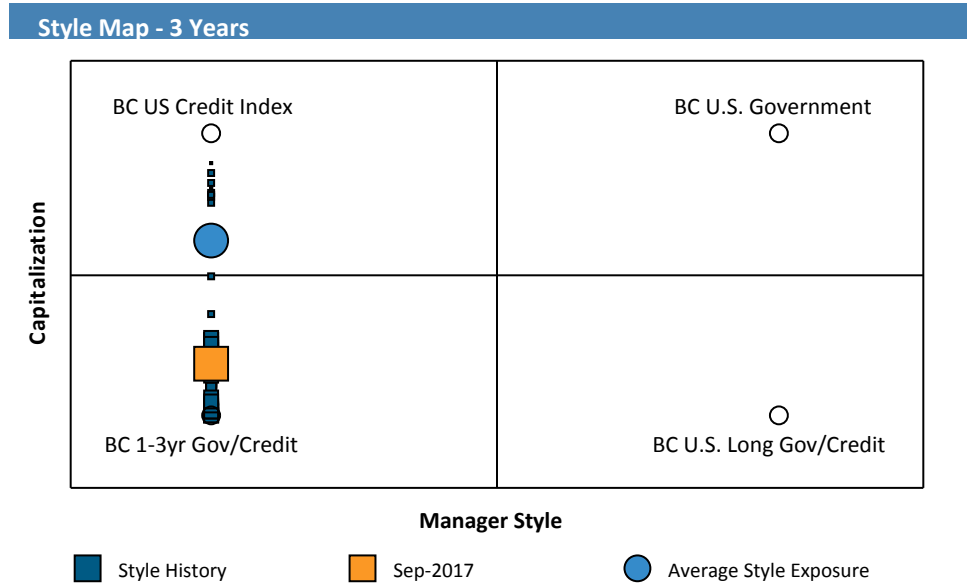 Style Map - 3 Years
BC US Credit Index
BC U.S. Government
Capitalization
BC 1-3yr Gov/Credit
BC U.S. Long Gov/Credit
Manager Style
Style History
Sep-2017
Average Style Exposure